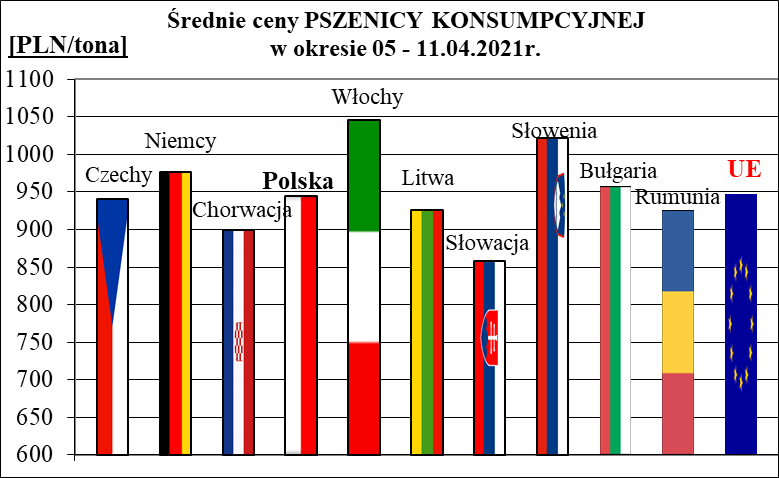 Średnie ceny PSZENICY KONSUMPCYJNEJ
w okresie 05 - 11.04.2021r.
[PLN/tona]
1100
1050
1000
950
900
850
800
750
700
650
600
Czechy
Niemcy
Chorwacja
Polska
Włochy
Litwa
Słowacja
Słowenia
Bułgaria
Rumunia
UE